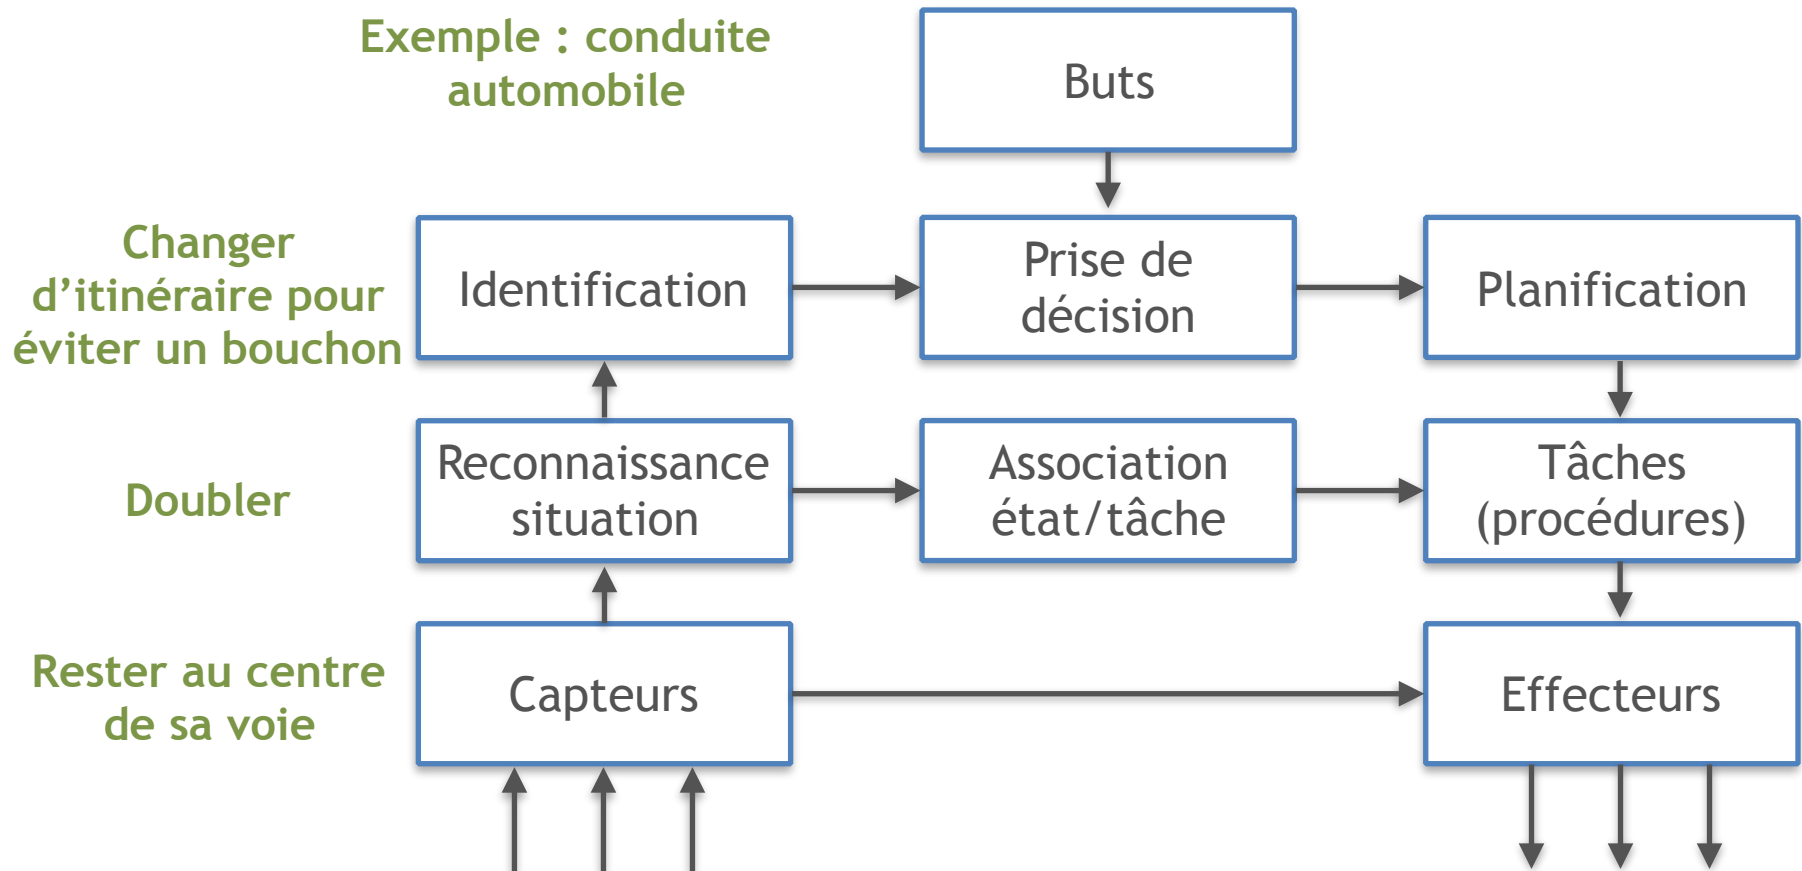 Exemple : conduite
automobile
Buts
Changer
d’itinéraire pour
éviter un bouchon
Identification
Prise de
décision
Planification
Doubler
Reconnaissance
situation
Association
état/tâche
Tâches
(procédures)
Rester au centre
de sa voie
Capteurs
Effecteurs